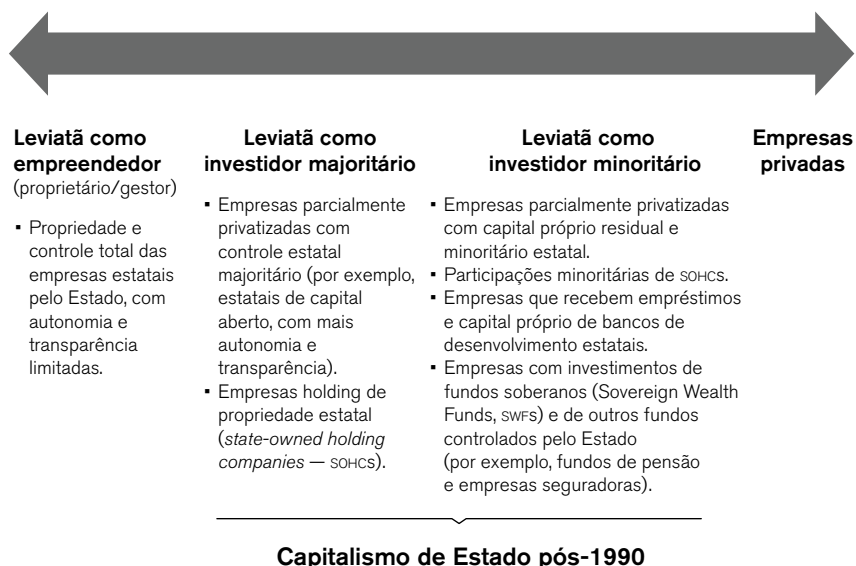 Leviatã como
empreendedor
(proprietário/gestor)
▪ Propriedade e
controle total das
empresas estatais
pelo Estado, com
autonomia e
transparência
limitadas.
Leviatã como
investidor majoritário
▪ Empresas parcialmente
privatizadas com
controle estatal
majoritário (por exemplo,
estatais de capital
aberto, com mais
autonomia e
transparência).
▪ Empresas holding de
propriedade estatal
(state-owned holding
companies — SOHCs).
Leviatã como
investidor minoritário
▪ Empresas parcialmente privatizadas
com capital próprio residual e
minoritário estatal.
▪ Participações minoritárias de SOHCs.
▪ Empresas que recebem empréstimos
e capital próprio de bancos de
desenvolvimento estatais.
▪ Empresas com investimentos de
fundos soberanos (Sovereign Wealth
Funds, SWFs) e de outros fundos
controlados pelo Estado
(por exemplo, fundos de pensão
e empresas seguradoras).
Empresas
privadas
Capitalismo de Estado pós-1990